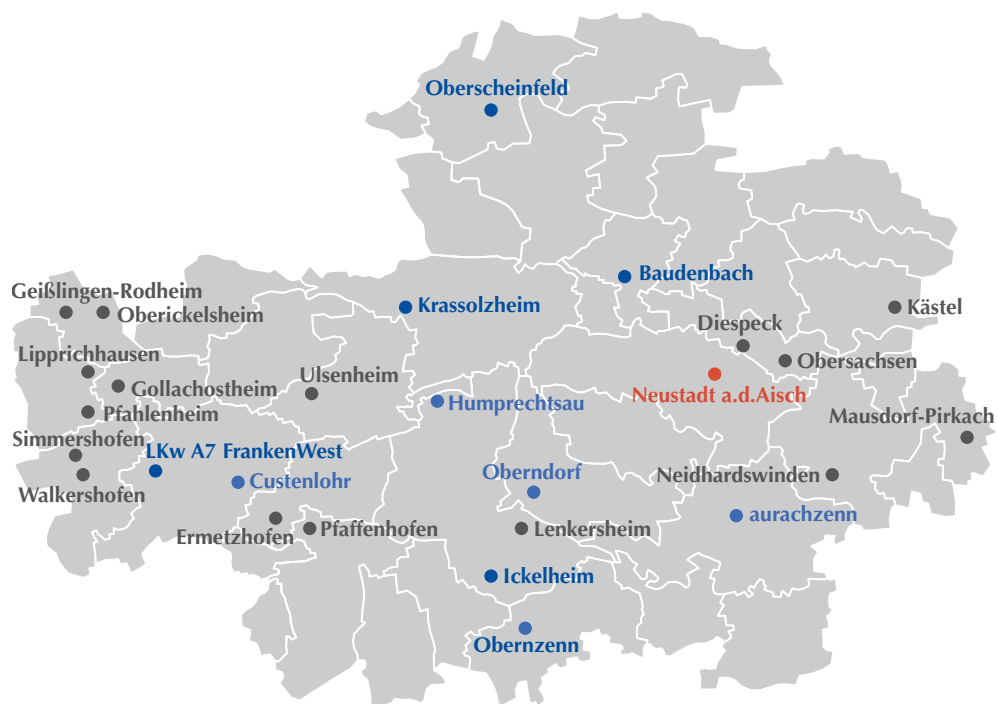 Oberscheinfeld
Baudenbach
Geißlingen-Rodheim
Krassolzheim
Oberickelsheim
Kästel
Diespeck
Lipprichhausen
Obersachsen
Ulsenheim
Gollachostheim
Neustadt a.d.Aisch
Humprechtsau
Pfahlenheim
Mausdorf-Pirkach
Simmershofen
LKw A7 FrankenWest
Oberndorf
Neidhardswinden
Custenlohr
Walkershofen
aurachzenn
Ermetzhofen
Pfaffenhofen
Lenkersheim
Ickelheim
Obernzenn